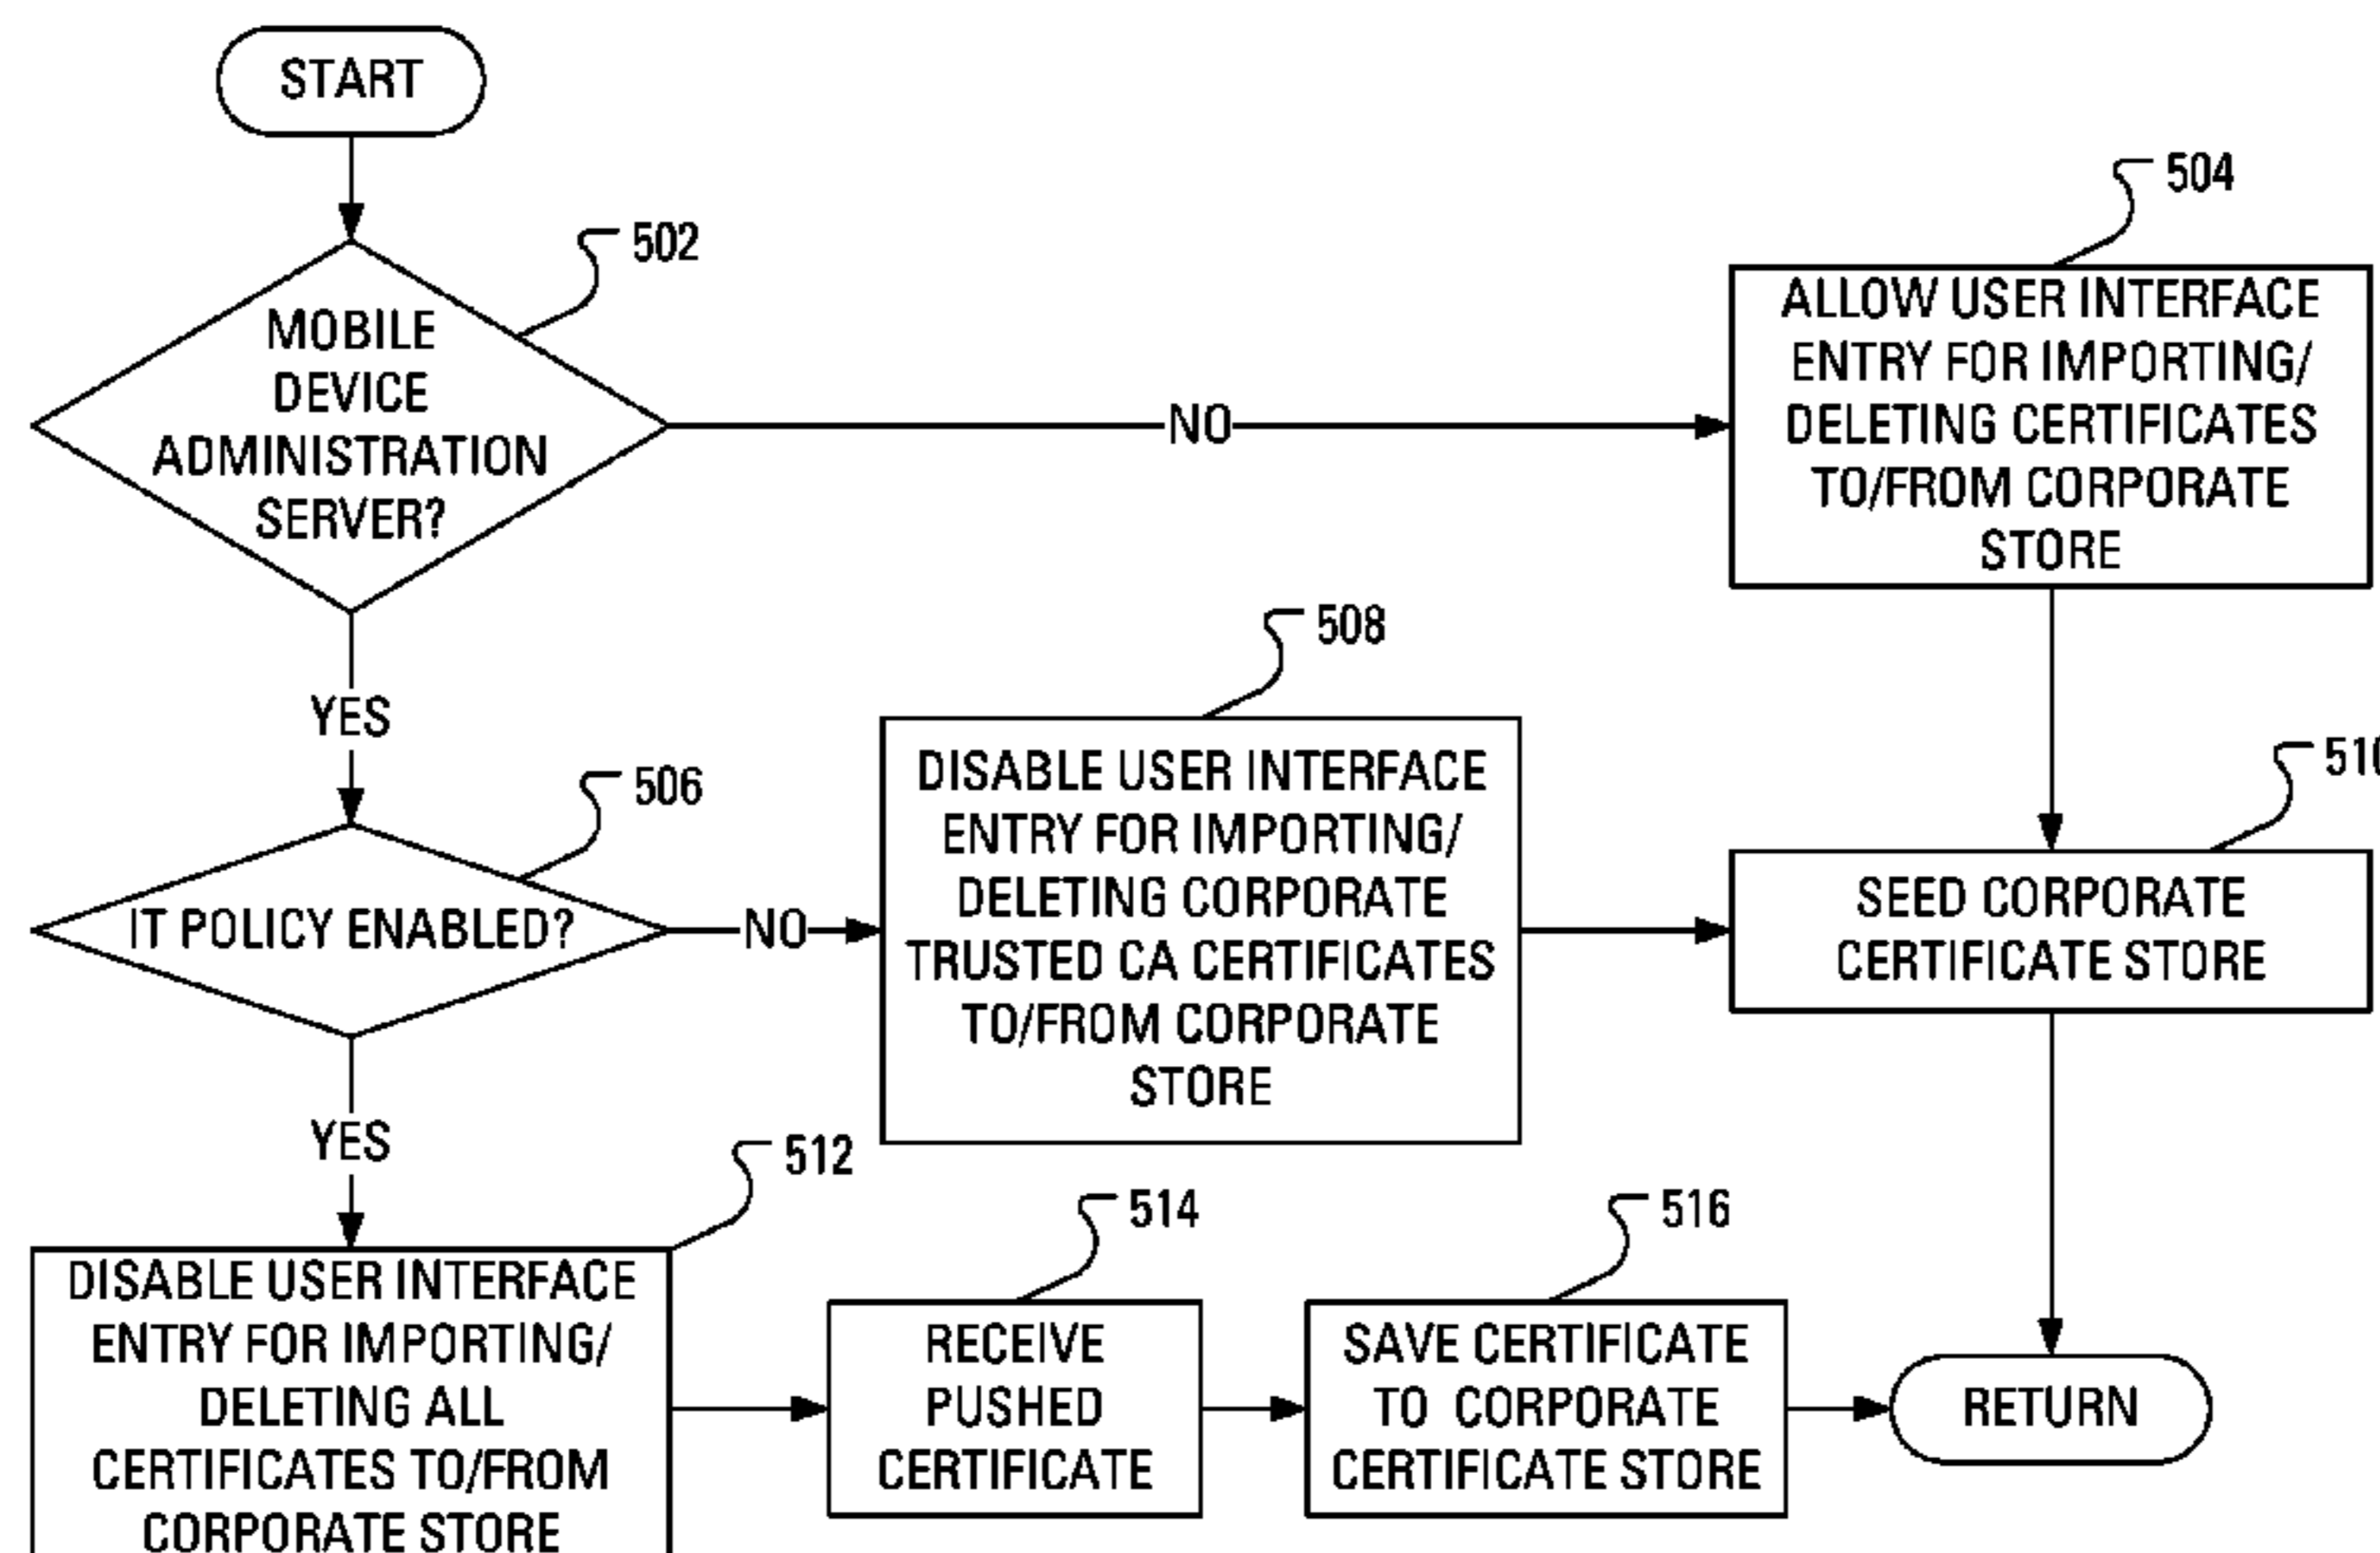 START
502
MOBILE
DEVICE
ADMINISTRATION
SERVER?
NO
504
ALLOW USER INTERFACE
ENTRY FOR IMPORTING/
DELETING CERTIFICATES
TO/FROM CORPORATE
STORE
YES
506
IT POLICY ENABLED?
NO
508
DISABLE USER INTERFACE
ENTRY FOR IMPORTING/
DELETING CORPORATE
TRUSTED CA CERTIFICATES
TO/FROM CORPORATE
STORE
510
SEED CORPORATE
CERTIFICATE STORE
YES
512
DISABLE USER INTERFACE
ENTRY FOR IMPORTING/
DELETING ALL
CERTIFICATES TO/FROM
CORPORATE STORE
514
RECEIVE
PUSHED
CERTIFICATE
516
SAVE CERTIFICATE
TO CORPORATE
CERTIFICATE STORE
RETURN